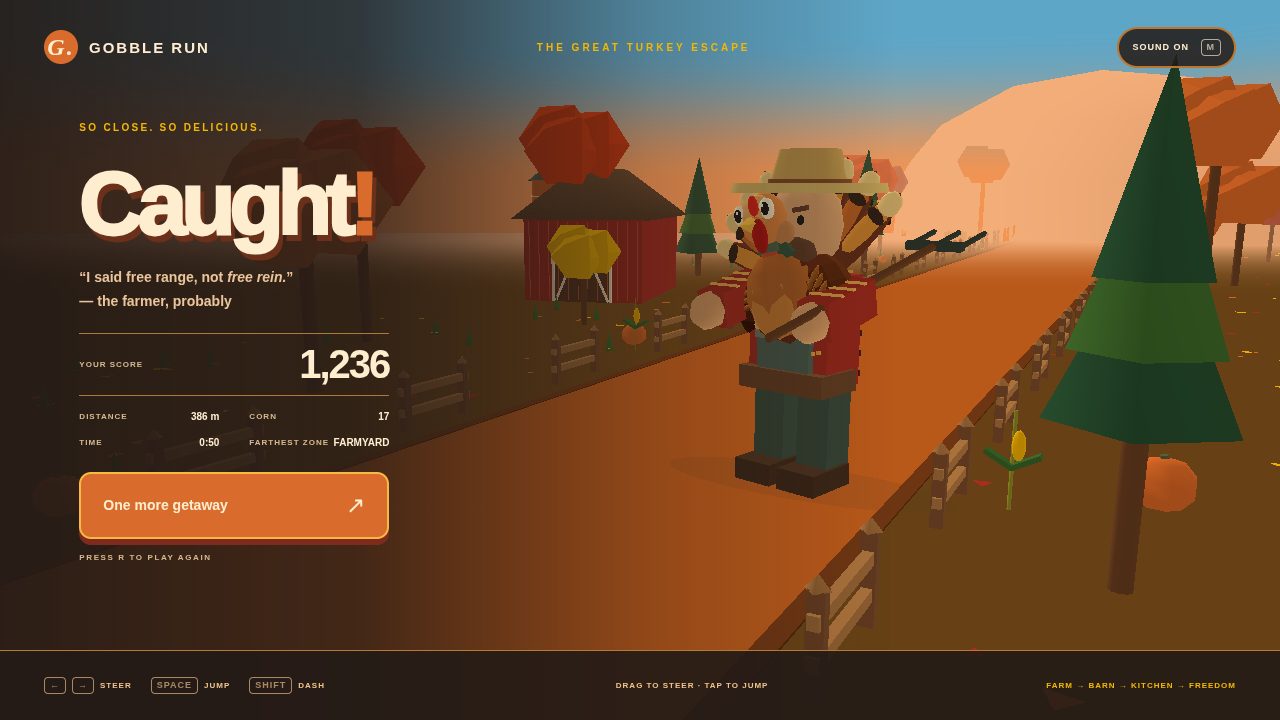 G.
GOBBLE RUN
THE GREAT TURKEY ESCAPE
SOUND ON M
SO CLOSE. SO DELICIOUS.
Caught!
“I said free range, not free rein.”
— the farmer, probably
YOUR SCORE 1,236
DISTANCE 386 m CORN 17
TIME 0:50 FARTHEST ZONE FARMYARD
One more getaway ↗
PRESS R TO PLAY AGAIN
← → STEER SPACE JUMP SHIFT DASH
DRAG TO STEER · TAP TO JUMP
FARM → BARN → KITCHEN → FREEDOM